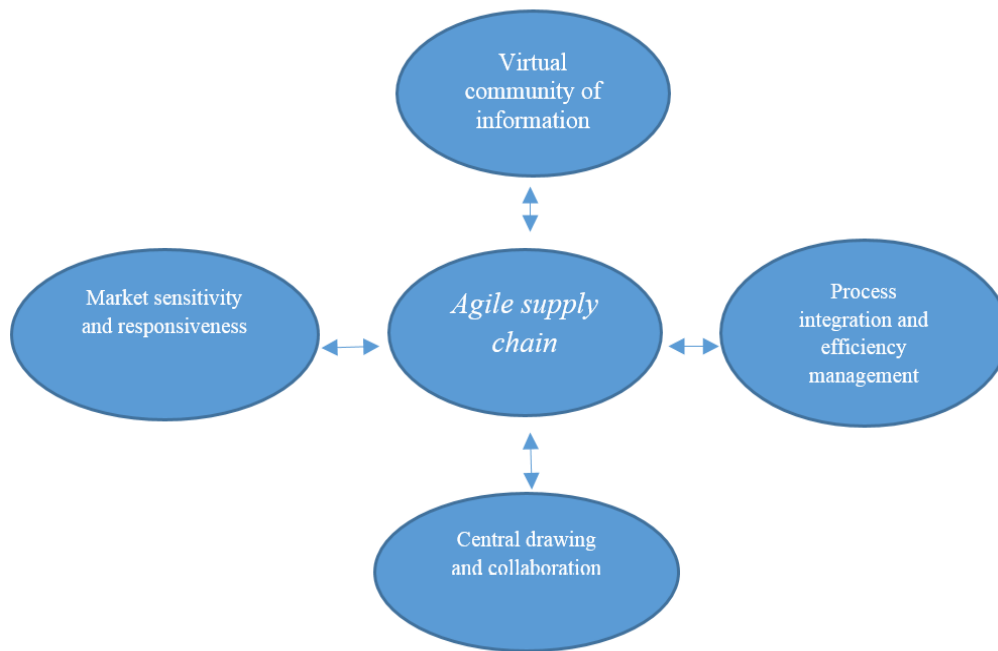 Virtual
community of
information
Market sensitivity
and responsiveness
Agile supply
chain
Process
integration and
efficiency
management
Central drawing
and collaboration